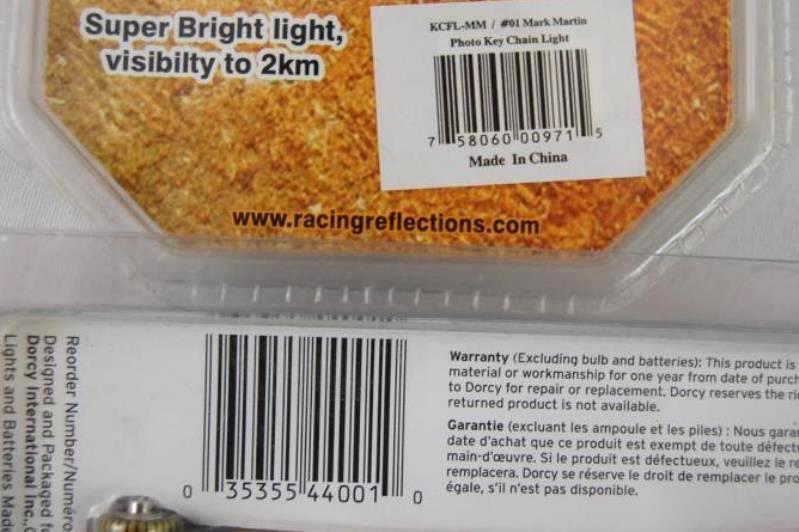 Super Bright light,
visibilty to 2km
KCFL-MM / #01 Mark Martin
Photo Key Chain Light
7 58060 00971 5
Made In China
www.racingreflections.com
Reorder Number/Numéro
Designed and Packaged
Dorcy International Inc.,
Lights and Batteries Made
0 35355 44001 0
Warranty (Excluding bulb and batteries): This product is
material or workmanship for one year from date of
to Dorcy for repair or replacement. Dorcy reserves the
returned product is not available.
Garantie (excluant les ampoule et les piles) : Nous
date d'achat que ce produit est exempt de toute
main-d'œuvre. Si le produit est défectueux, veuillez le
remplacera. Dorcy se réserve le droit de remplacer le
égale, s'il n'est pas disponible.